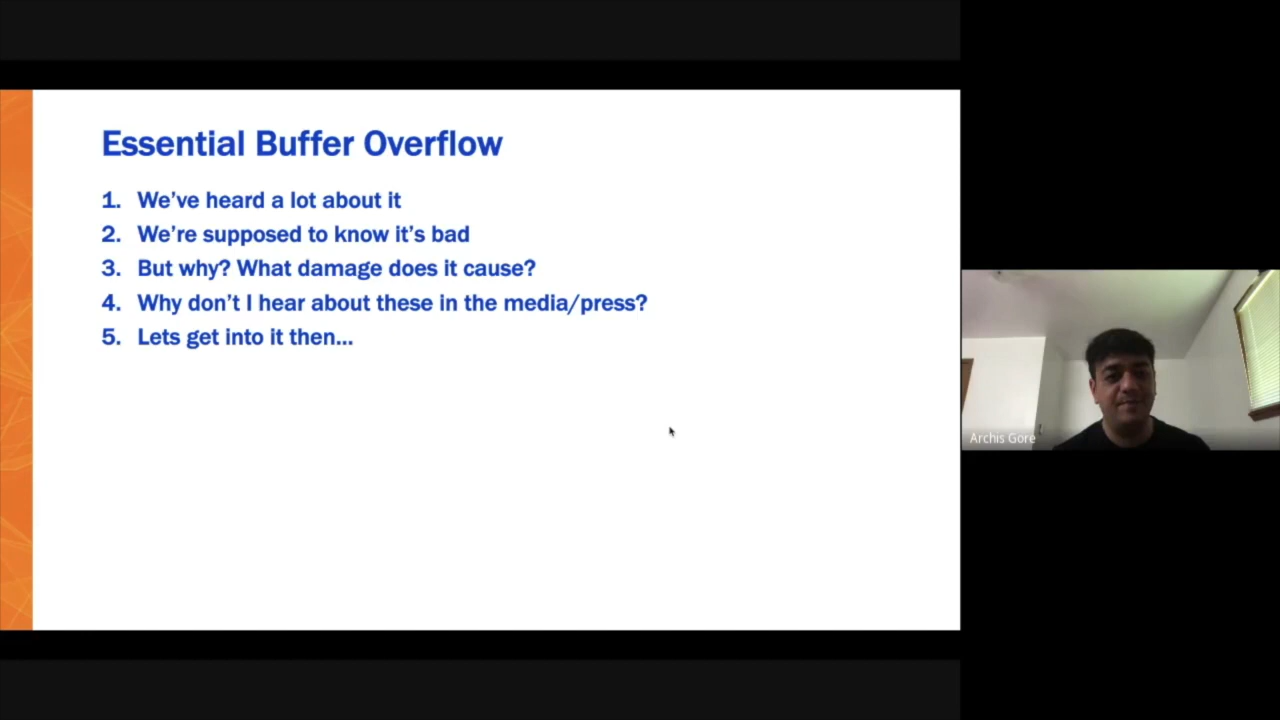 Essential Buffer Overflow
1. We’ve heard a lot about it
2. We’re supposed to know it’s bad
3. But why? What damage does it cause?
4. Why don’t I hear about these in the media/press?
5. Lets get into it then...
Archis Gore